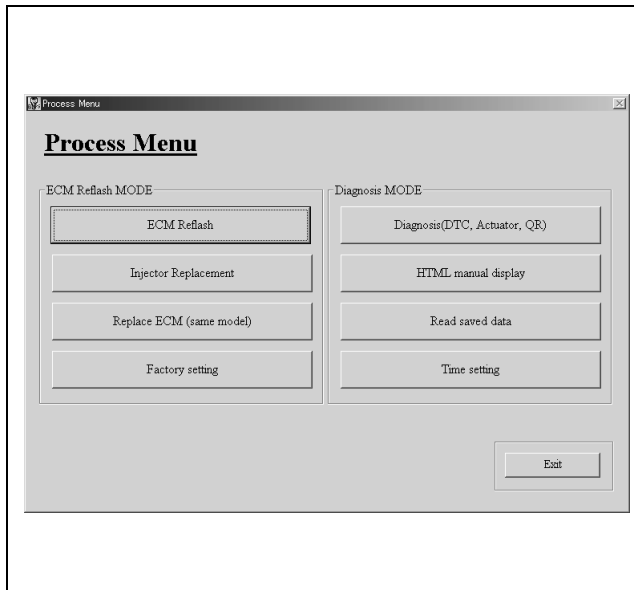 Process Menu
Process Menu
ECM Reflash MODE
ECM Reflash
Injector Replacement
Replace ECM (same model)
Factory setting
Diagnosis MODE
Diagnosis(DTC, Actuator, QR)
HTML manual display
Read saved data
Time setting
Exit